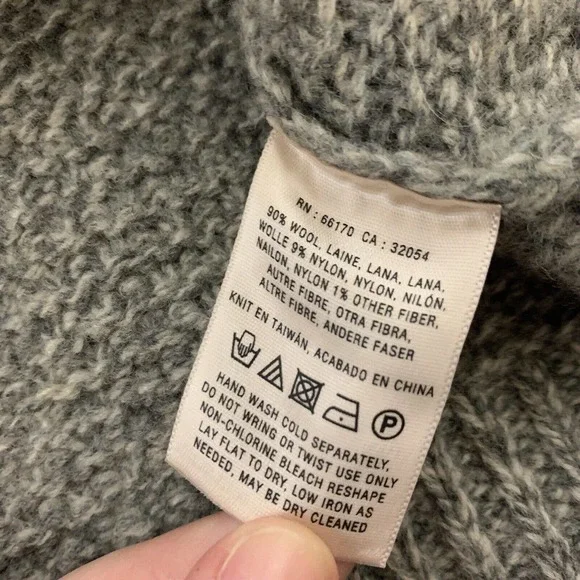 RN : 66170 CA : 32054
90% WOOL, LAINE, LANA, LANA,
WOLLE 9% NYLON, NYLON, NILÓN,
NAILON, NYLON 1% OTHER FIBER,
AUTRE FIBRE, OTRA FIBRA,
ALTRE FIBRE, ANDERE FASER
KNIT EN TAIWÁN, ACABADO EN CHINA
P
HAND WASH COLD SEPARATELY,
DO NOT WRING OR TWIST USE ONLY
NON-CHLORINE BLEACH RESHAPE
LAY FLAT TO DRY, LOW IRON AS
NEEDED, MAY BE DRY CLEANED